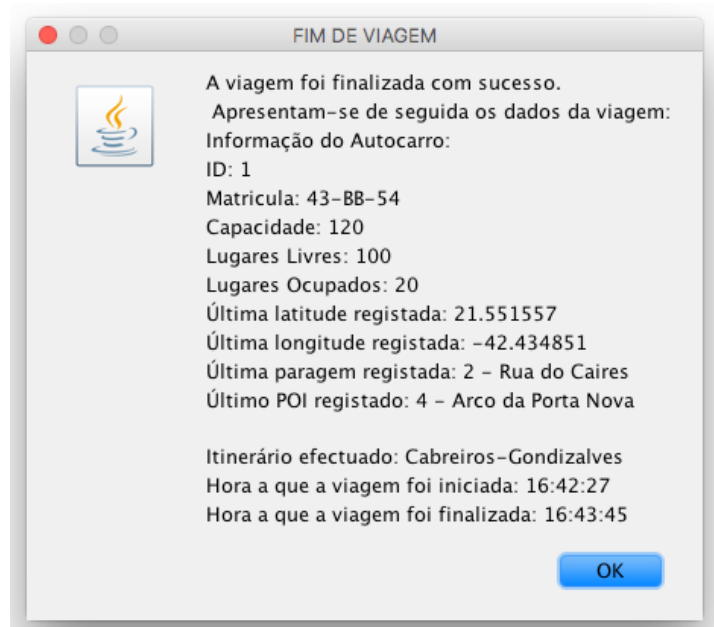 FIM DE VIAGEM
A viagem foi finalizada com sucesso.
Apresentam-se de seguida os dados da viagem:
Informação do Autocarro:
ID: 1
Matricula: 43-BB-54
Capacidade: 120
Lugares Livres: 100
Lugares Ocupados: 20
Última latitude registada: 21.551557
Última longitude registada: -42.434851
Última paragem registada: 2 - Rua do Caires
Último POI registado: 4 - Arco da Porta Nova
Itinerário efectuado: Cabreiros-Gondizalves
Hora a que a viagem foi iniciada: 16:42:27
Hora a que a viagem foi finalizada: 16:43:45
OK